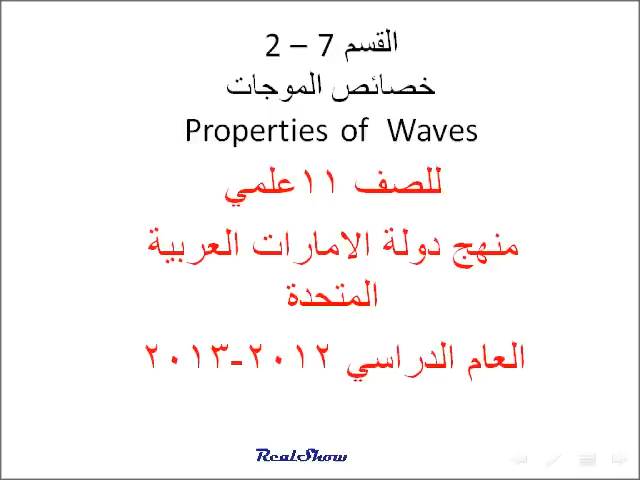 القسم 7 – 2
خصائص الموجات
Properties of Waves
للصف ١١علمي
منهج دولة الامارات العربية
المتحدة
العام الدراسي ٢٠١٢-٢٠١٣
RealShow